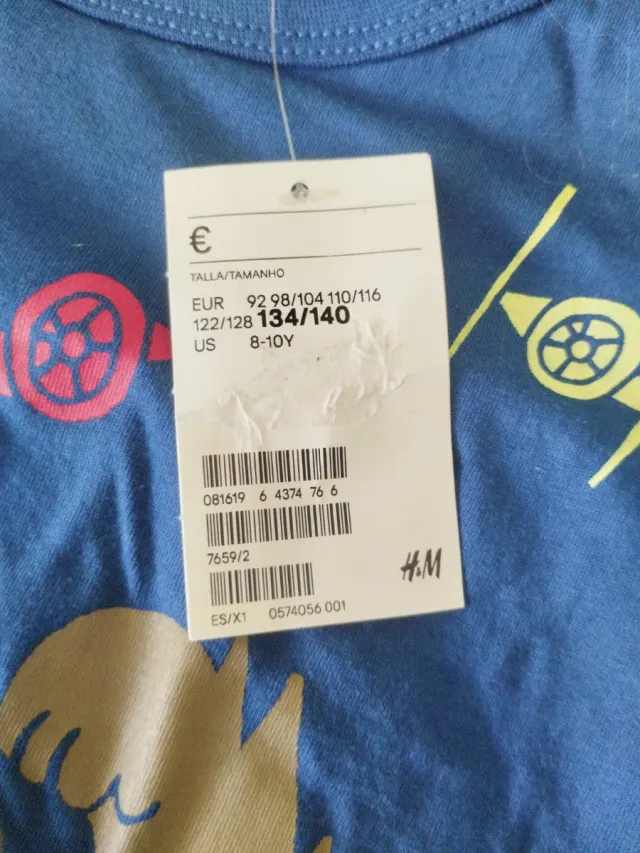 €
TALLA/TAMANHO
EUR 92 98/104 110/116
122/128 134/140
US 8-10Y
081619 6 4374 76 6
7659/2
H&M
ES/X1 0574056 001